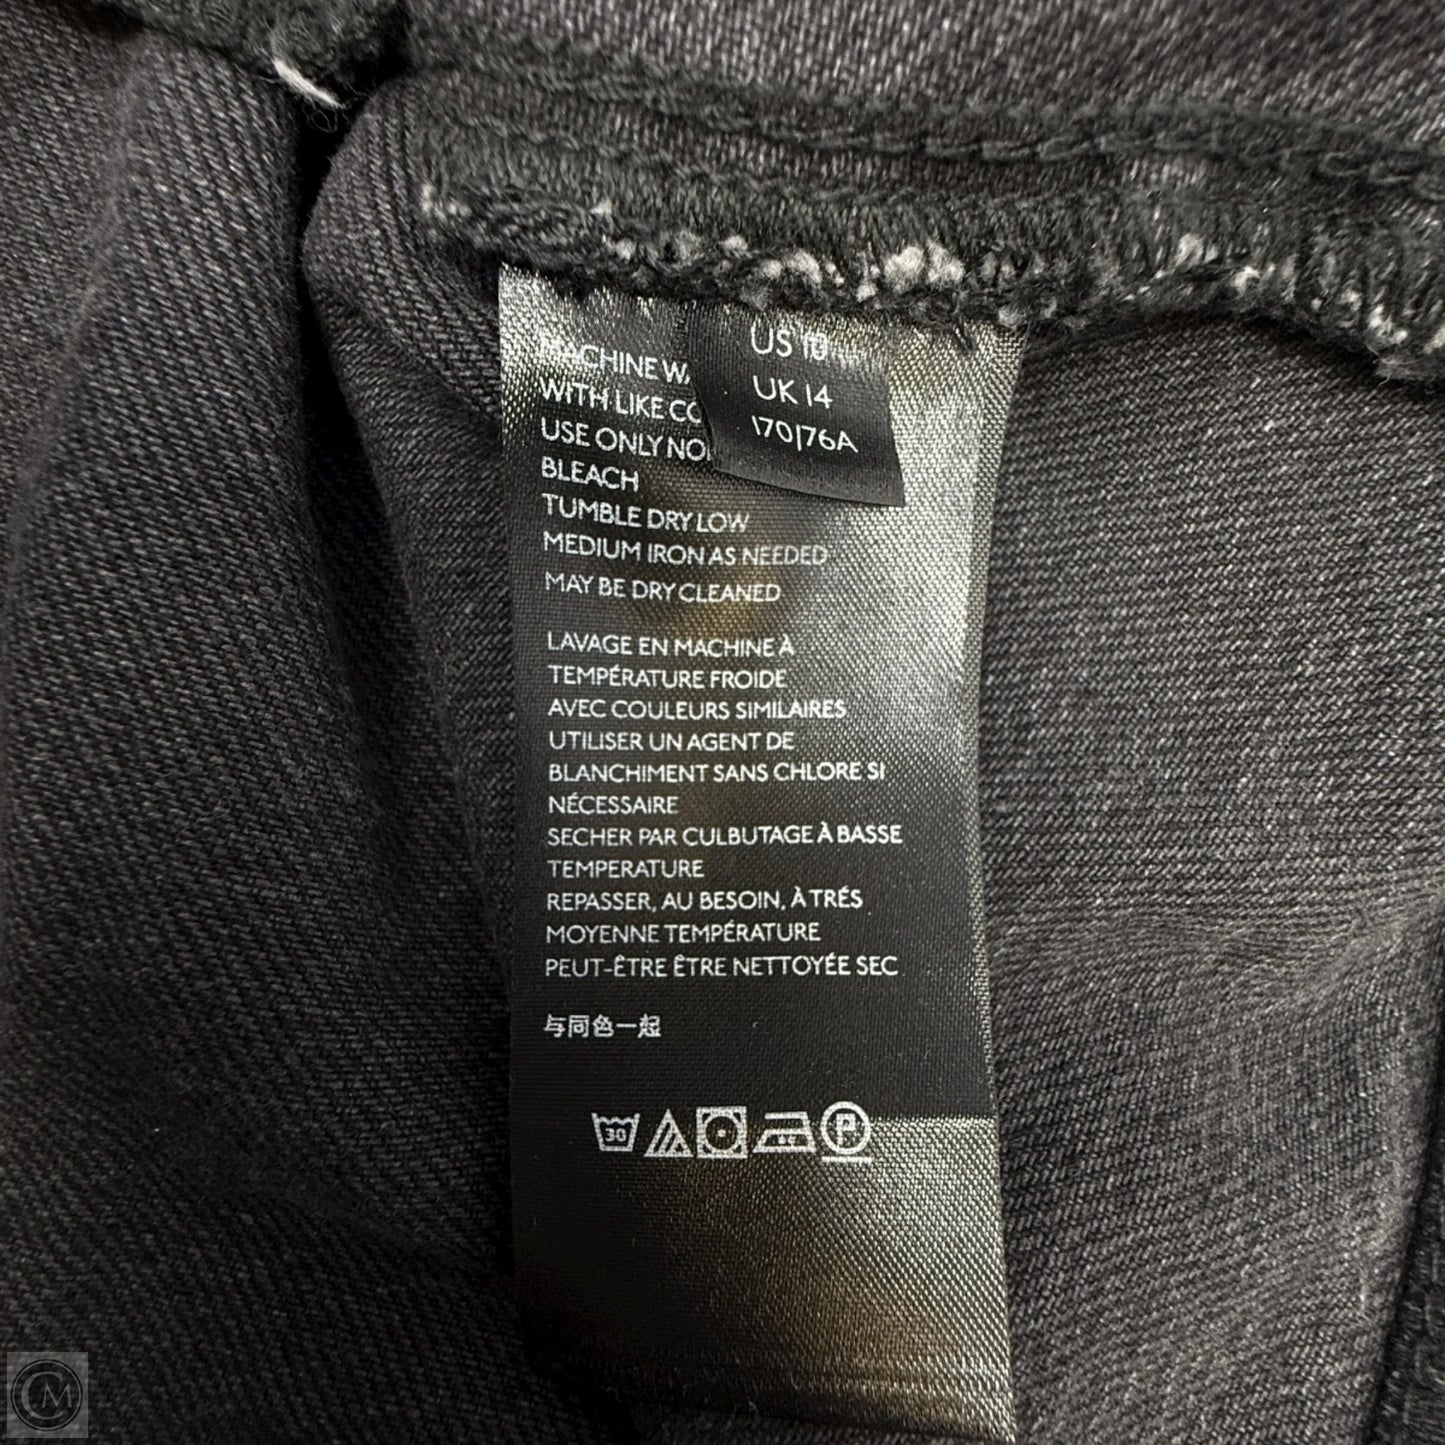 US 10
UK 14
170/76A
MACHINE
WITH LIKE
USE ONLY
BLEACH
TUMBLE DRY LOW
MEDIUM IRON AS NEEDED
MAY BE DRY CLEANED
LAVAGE EN MACHINE À
TEMPÉRATURE FROIDE
AVEC COULEURS SIMILAIRES
UTILISER UN AGENT DE
BLANCHIMENT SANS CHLORE SI
NÉCESSAIRE
SECHER PAR CULBUTAGE À BASSE
TEMPERATURE
REPASSER, AU BESOIN, À TRÉS
MOYENNE TEMPÉRATURE
PEUT-ÊTRE ÊTRE NETTOYÉE SEC
与同色一起
30
P
CM